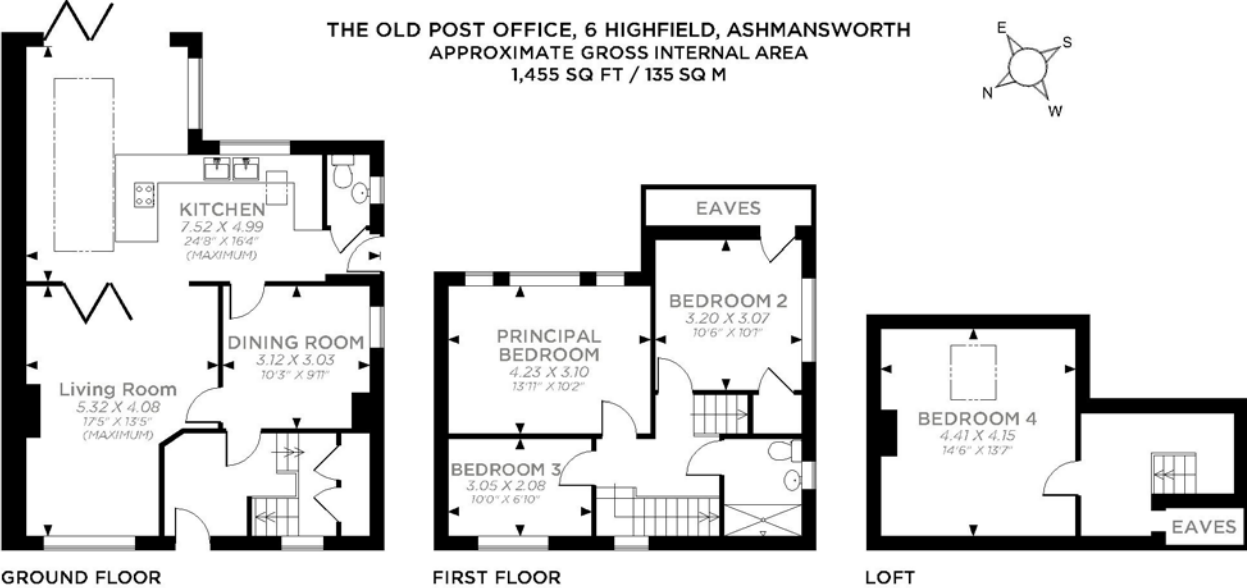 THE OLD POST OFFICE, 6 HIGHFIELD, ASHMANSWORTH
APPROXIMATE GROSS INTERNAL AREA
1,455 SQ FT / 135 SQ M
E
S
N
W
KITCHEN
7.52 X 4.99
24'8" X 16'4"
(MAXIMUM)
DINING ROOM
3.12 X 3.03
10'3" X 9'11"
Living Room
5.32 X 4.08
17'5" X 13'5"
(MAXIMUM)
GROUND FLOOR
EAVES
BEDROOM 2
3.20 X 3.07
10'6" X 10'1"
PRINCIPAL
BEDROOM
4.23 X 3.10
13'11" X 10'2"
BEDROOM 3
3.05 X 2.08
10'0" X 6'10"
FIRST FLOOR
BEDROOM 4
4.41 X 4.15
14'6" X 13'7"
EAVES
LOFT